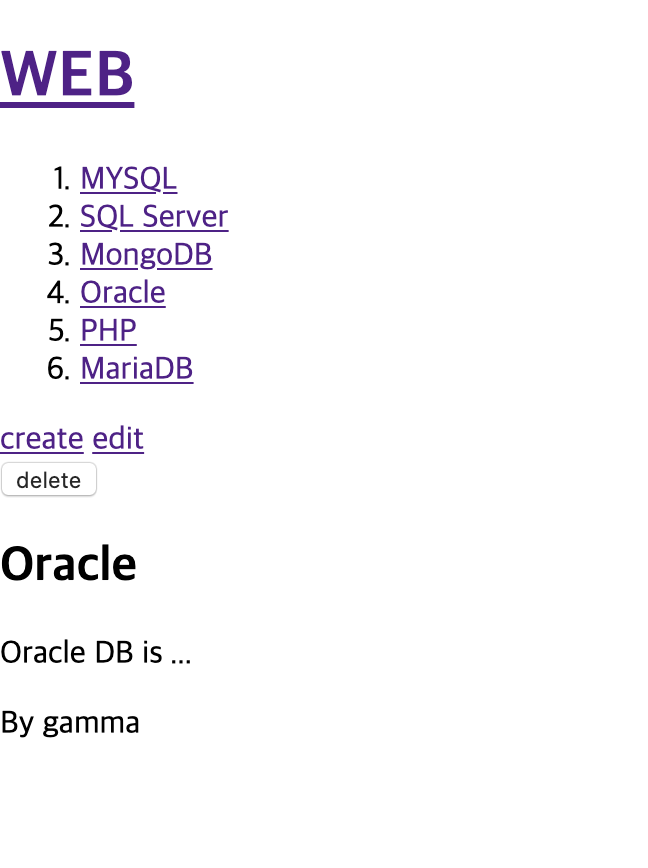 WEB
1. MYSQL
2. SQL Server
3. MongoDB
4. Oracle
5. PHP
6. MariaDB
create edit
delete
Oracle
Oracle DB is ...
By gamma